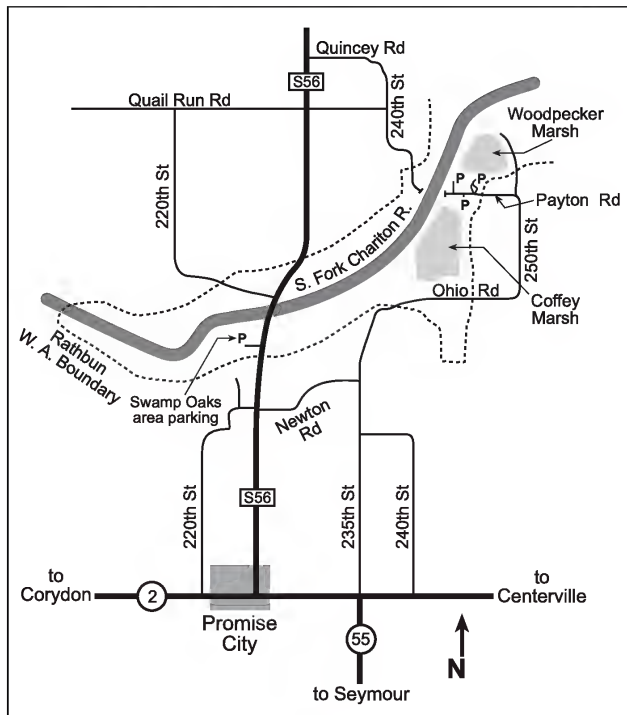 Quincey Rd
S56
Woodpecker
Marsh
Quail Run Rd
240th St
P
P
P
Payton Rd
220th St
S. Fork Chariton R.
250th St
Ohio Rd
Coffey
Marsh
Rathbun
W. A. Boundary
P
Swamp Oaks
area parking
Newton
Rd
220th St
S56
235th St
240th St
to
Corydon
2
to
Centerville
Promise
City
55
N
to Seymour